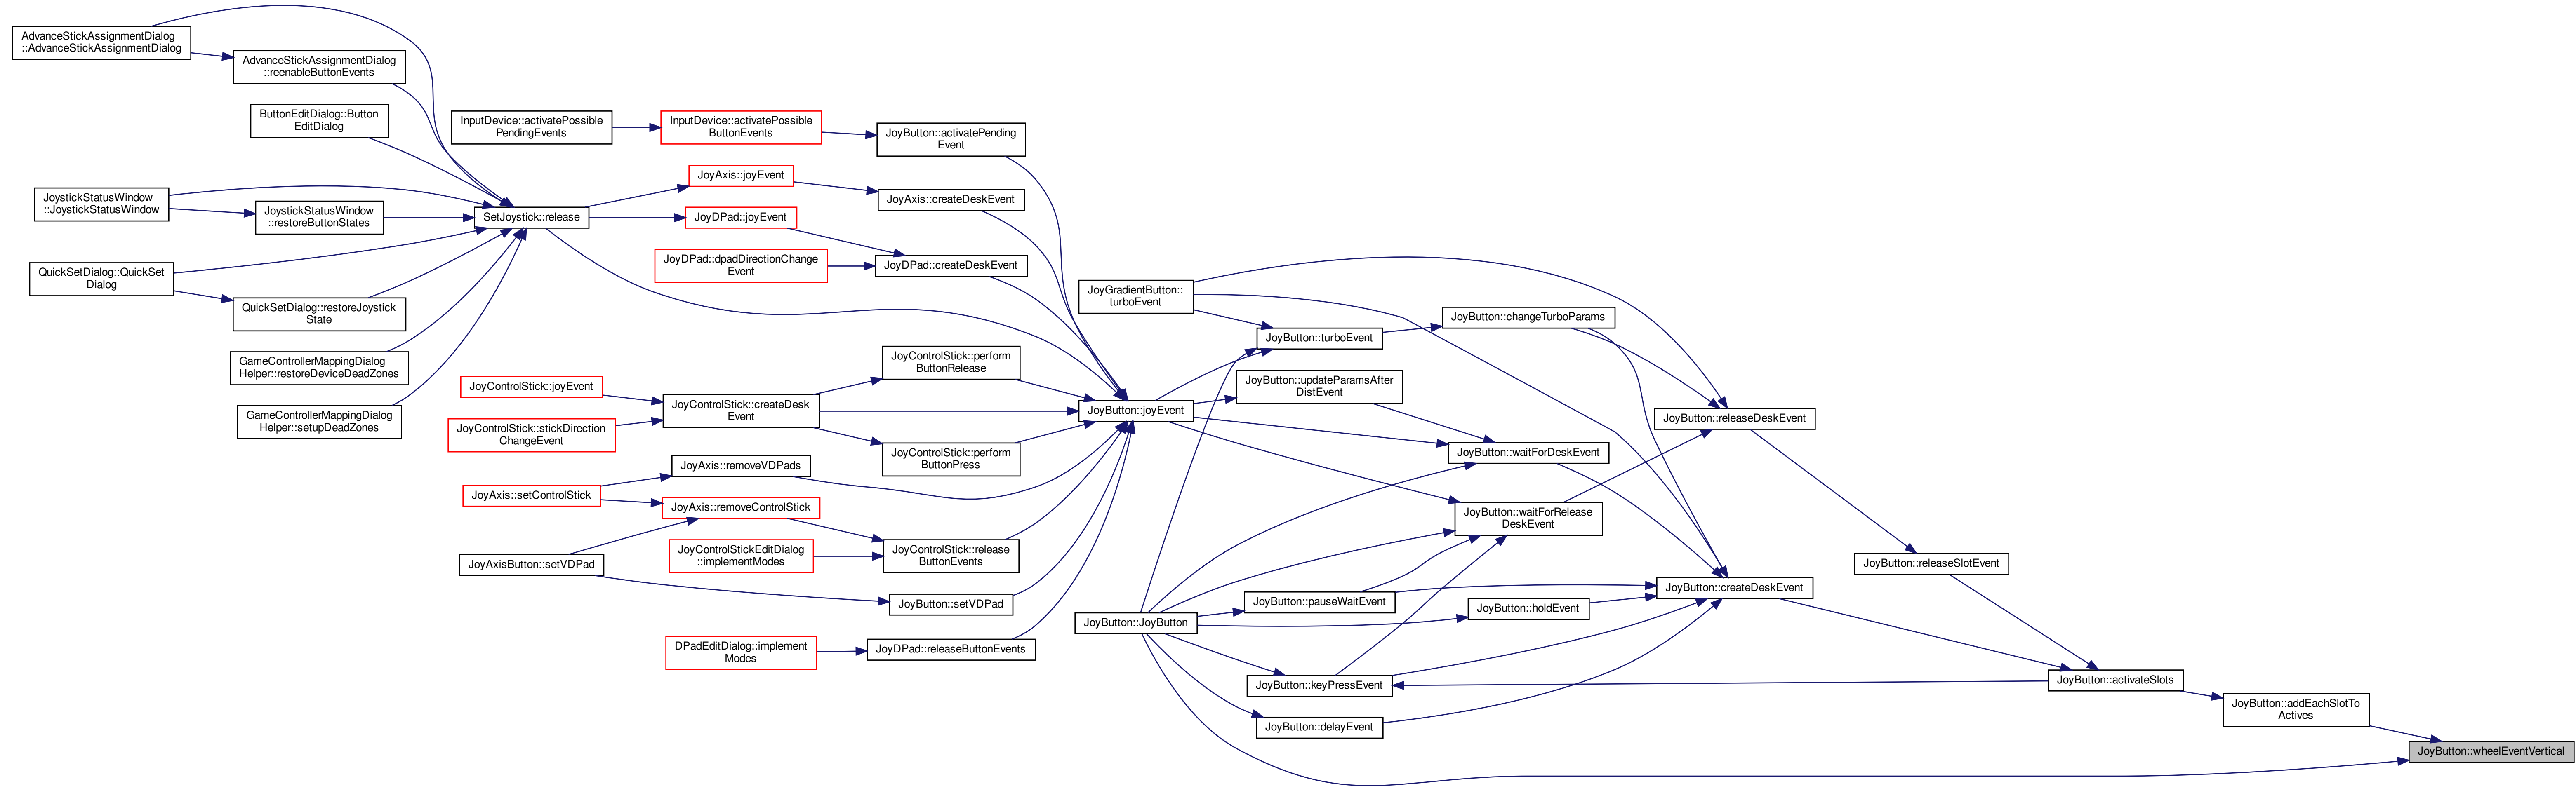 AdvanceStickAssignmentDialog
::AdvanceStickAssignmentDialog
AdvanceStickAssignmentDialog
::reenableButtonEvents
ButtonEditDialog::Button
EditDialog
JoystickStatusWindow
::JoystickStatusWindow
JoystickStatusWindow
::restoreButtonStates
QuickSetDialog::QuickSet
Dialog
QuickSetDialog::restoreJoystick
State
GameControllerMappingDialog
Helper::restoreDeviceDeadZones
GameControllerMappingDialog
Helper::setupDeadZones
SetJoystick::release
InputDevice::activatePossible
PendingEvents
InputDevice::activatePossible
ButtonEvents
JoyButton::activatePending
Event
JoyAxis::joyEvent
JoyAxis::createDeskEvent
JoyDPad::joyEvent
JoyDPad::dpadDirectionChange
Event
JoyDPad::createDeskEvent
JoyControlStick::perform
ButtonRelease
JoyControlStick::joyEvent
JoyControlStick::createDesk
Event
JoyControlStick::stickDirection
ChangeEvent
JoyControlStick::perform
ButtonPress
JoyAxis::removeVDPads
JoyAxis::setControlStick
JoyAxis::removeControlStick
JoyControlStickEditDialog
::implementModes
JoyControlStick::release
ButtonEvents
JoyAxisButton::setVDPad
JoyButton::setVDPad
DPadEditDialog::implement
Modes
JoyDPad::releaseButtonEvents
JoyButton::joyEvent
JoyGradientButton::
turboEvent
JoyButton::turboEvent
JoyButton::changeTurboParams
JoyButton::updateParamsAfter
DistEvent
JoyButton::waitForDeskEvent
JoyButton::releaseDeskEvent
JoyButton::waitForRelease
DeskEvent
JoyButton::pauseWaitEvent
JoyButton::holdEvent
JoyButton::JoyButton
JoyButton::createDeskEvent
JoyButton::releaseSlotEvent
JoyButton::keyPressEvent
JoyButton::delayEvent
JoyButton::activateSlots
JoyButton::addEachSlotTo
Actives
JoyButton::wheelEventVertical